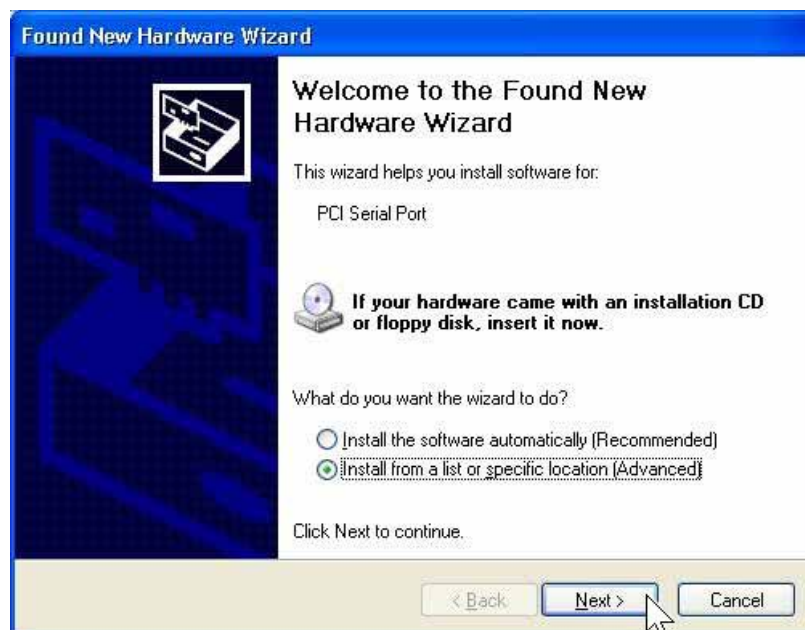 Found New Hardware Wizard
Welcome to the Found New
Hardware Wizard
This wizard helps you install software for:
PCI Serial Port
If your hardware came with an installation CD
or floppy disk, insert it now.
What do you want the wizard to do?
Install the software automatically (Recommended)
Install from a list or specific location (Advanced)
Click Next to continue.
< Back Next > Cancel